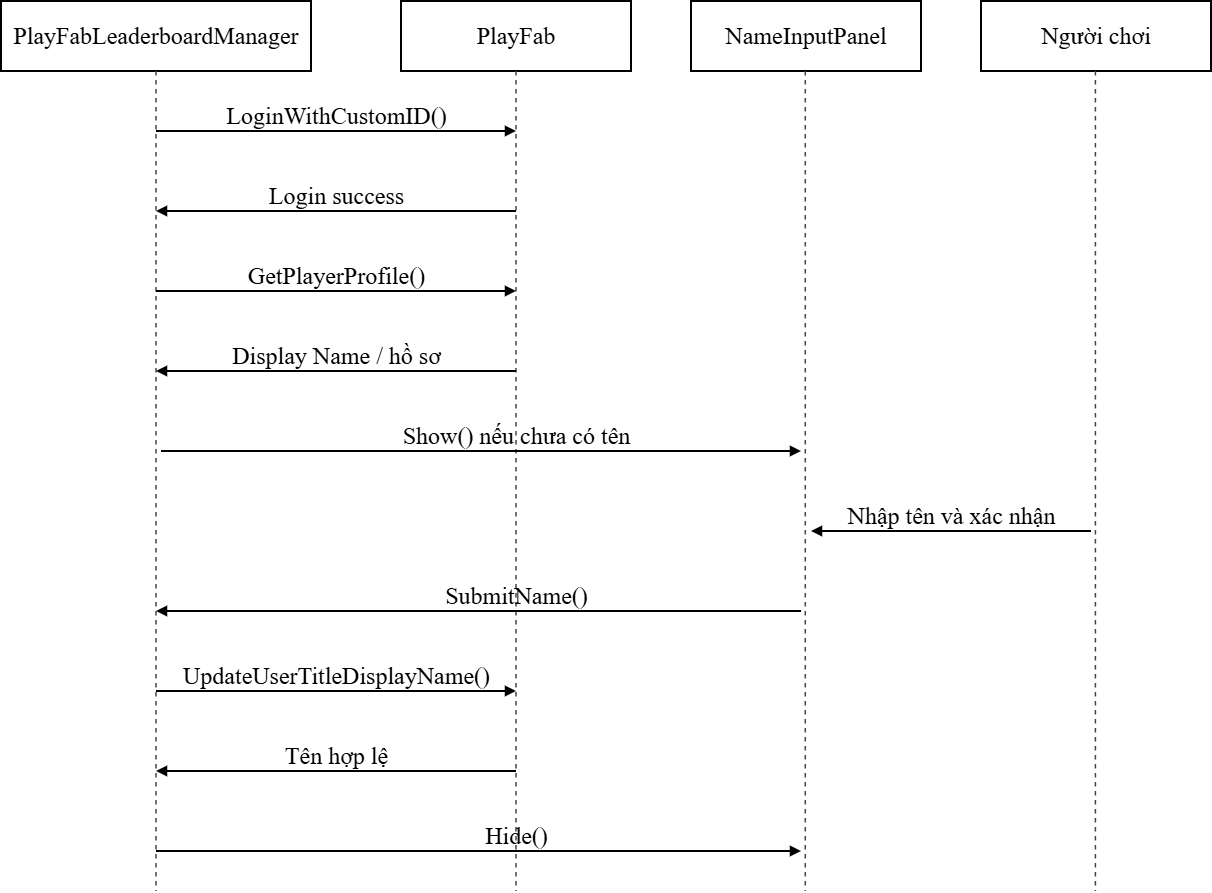 PlayFabLeaderboardManager
PlayFab
NameInputPanel
Người chơi
LoginWithCustomID()
Login success
GetPlayerProfile()
Display Name / hồ sơ
Show() nếu chưa có tên
Nhập tên và xác nhận
SubmitName()
UpdateUserTitleDisplayName()
Tên hợp lệ
Hide()